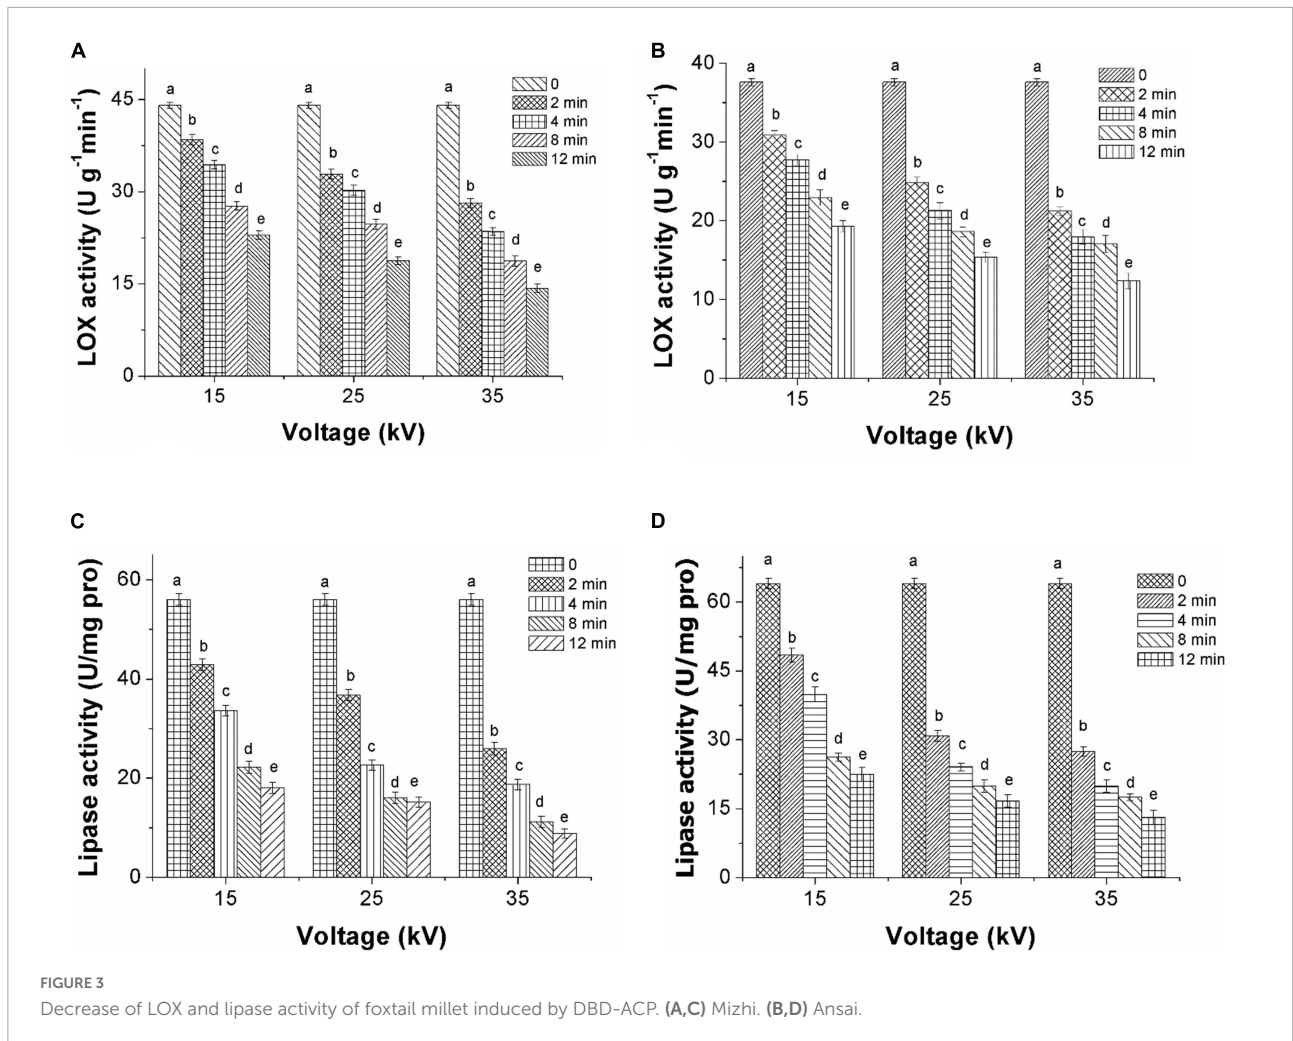 A
LOX activity (U g⁻¹min⁻¹)
45
30
15
0
a
b
c
d
e
a
b
c
d
e
a
b
c
d
e
0
2 min
4 min
8 min
12 min
15
25
35
Voltage (kV)
B
LOX activity (U g⁻¹min⁻¹)
40
30
20
10
0
a
b
c
d
e
a
b
c
d
e
a
b
c
d
e
0
2 min
4 min
8 min
12 min
15
25
35
Voltage (kV)
C
Lipase activity (U/mg pro)
60
40
20
0
a
b
c
d
e
a
b
c
d
e
a
b
c
d
e
0
2 min
4 min
8 min
12 min
15
25
35
Voltage (kV)
D
Lipase activity (U/mg pro)
60
45
30
15
0
a
b
c
d
e
a
b
c
d
e
a
b
c
d
e
0
2 min
4 min
8 min
12 min
15
25
35
Voltage (kV)
FIGURE 3
Decrease of LOX and lipase activity of foxtail millet induced by DBD-ACP. (A,C) Mizhi. (B,D) Ansai.